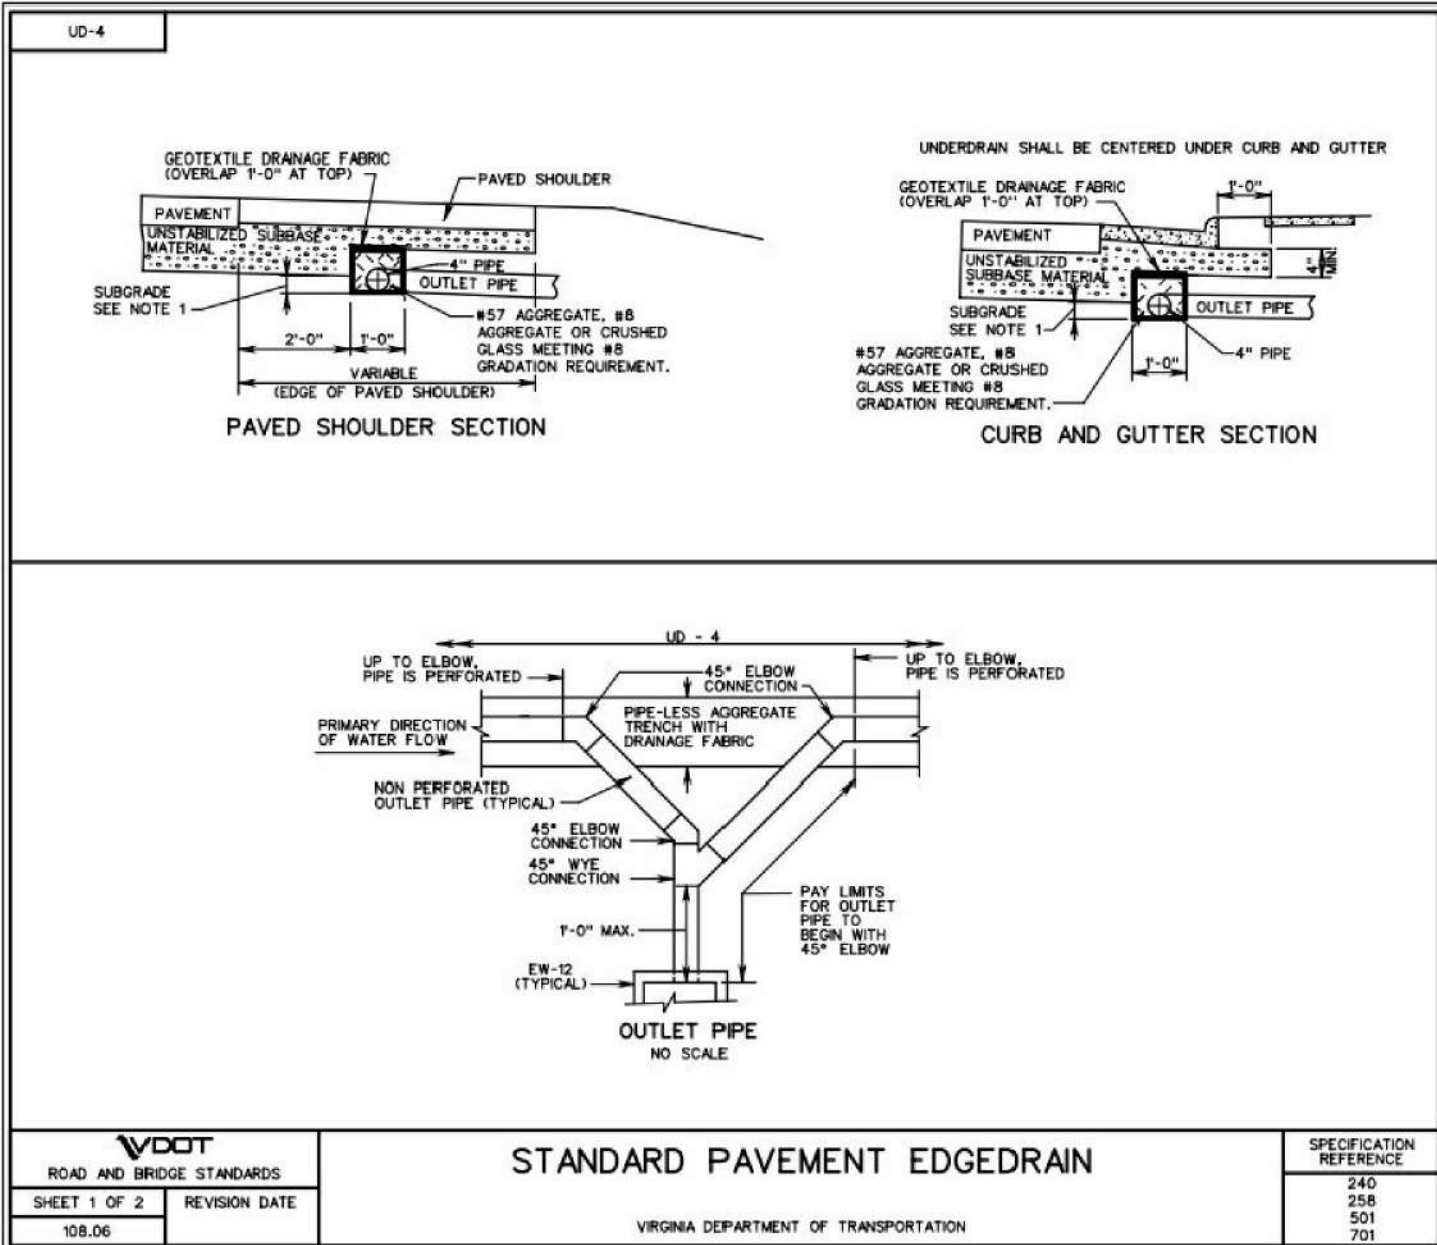 UD-4
GEOTEXTILE DRAINAGE FABRIC
(OVERLAP 1'-0" AT TOP)
PAVED SHOULDER
PAVEMENT
UNSTABILIZED SUBBASE
MATERIAL
4" PIPE
OUTLET PIPE
SUBGRADE
SEE NOTE 1
#57 AGGREGATE, #8
AGGREGATE OR CRUSHED
GLASS MEETING #8
GRADATION REQUIREMENT.
2'-0"
1'-0"
VARIABLE
(EDGE OF PAVED SHOULDER)
PAVED SHOULDER SECTION
UNDERDRAIN SHALL BE CENTERED UNDER CURB AND GUTTER
GEOTEXTILE DRAINAGE FABRIC
(OVERLAP 1'-0" AT TOP)
1'-0"
PAVEMENT
UNSTABILIZED
SUBBASE MATERIAL
4"
MIN.
OUTLET PIPE
SUBGRADE
SEE NOTE 1
4" PIPE
#57 AGGREGATE, #8
AGGREGATE OR CRUSHED
GLASS MEETING #8
GRADATION REQUIREMENT.
1'-0"
CURB AND GUTTER SECTION
UD - 4
UP TO ELBOW,
PIPE IS PERFORATED
45° ELBOW
CONNECTION
UP TO ELBOW,
PIPE IS PERFORATED
PRIMARY DIRECTION
OF WATER FLOW
PIPE-LESS AGGREGATE
TRENCH WITH
DRAINAGE FABRIC
NON PERFORATED
OUTLET PIPE (TYPICAL)
45° ELBOW
CONNECTION
45° WYE
CONNECTION
PAY LIMITS
FOR OUTLET
PIPE TO
BEGIN WITH
45° ELBOW
1'-0" MAX.
EW-12
(TYPICAL)
OUTLET PIPE
NO SCALE
VDOT
ROAD AND BRIDGE STANDARDS
SHEET 1 OF 2
REVISION DATE
108.06
STANDARD PAVEMENT EDGEDRAIN
VIRGINIA DEPARTMENT OF TRANSPORTATION
SPECIFICATION
REFERENCE
240
258
501
701